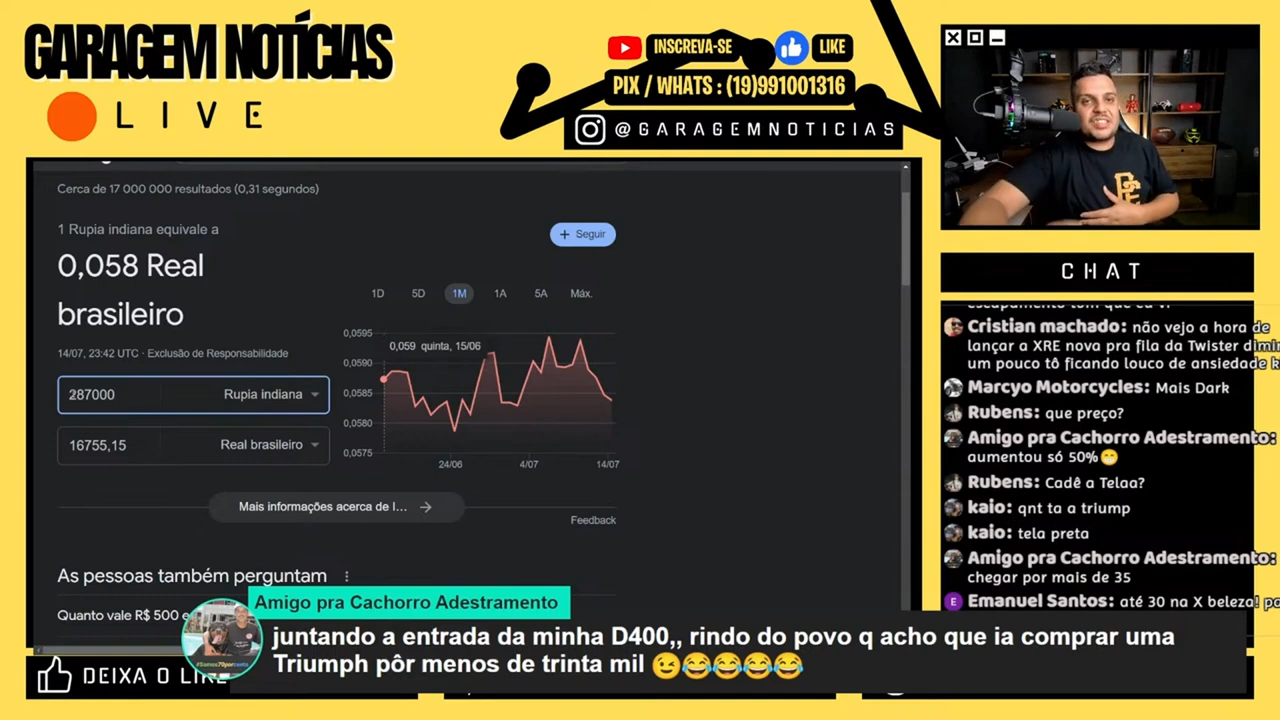 GARAGEM NOTÍCIAS
LIVE
INSCREVA-SE
LIKE
PIX / WHATS : (19)991001316
@GARAGEMNOTICIAS
Cerca de 17 000 000 resultados (0,31 segundos)
1 Rupia indiana equivale a
0,058 Real
brasileiro
Seguir
14/07, 23:42 UTC · Exclusão de Responsabilidade
287000 Rupia indiana
16755,15 Real brasileiro
1D 5D 1M 1A 5A Máx.
0,0595
0,059 quinta, 15/06
0,0590
0,0585
0,0580
0,0575
24/06 4/07 14/07
Mais informações acerca de I...
Feedback
As pessoas também perguntam
Quanto vale R$ 500 e
CHAT
Cristian machado: não vejo a hora de
lançar a XRE nova pra fila da Twister dimi
um pouco tô ficando louco de ansiedade k
Marcyo Motorcycles: Mais Dark
Rubens: que preço?
Amigo pra Cachorro Adestramento:
aumentou só 50%😁
Rubens: Cadê a Telaa?
kaio: qnt ta a triump
kaio: tela preta
Amigo pra Cachorro Adestramento:
chegar por mais de 35
Emanuel Santos: até 30 na X beleza!
Amigo pra Cachorro Adestramento
juntando a entrada da minha D400,, rindo do povo q acho que ia comprar uma
Triumph pôr menos de trinta mil 😉😂😂😂😂
DEIXA O LIKE